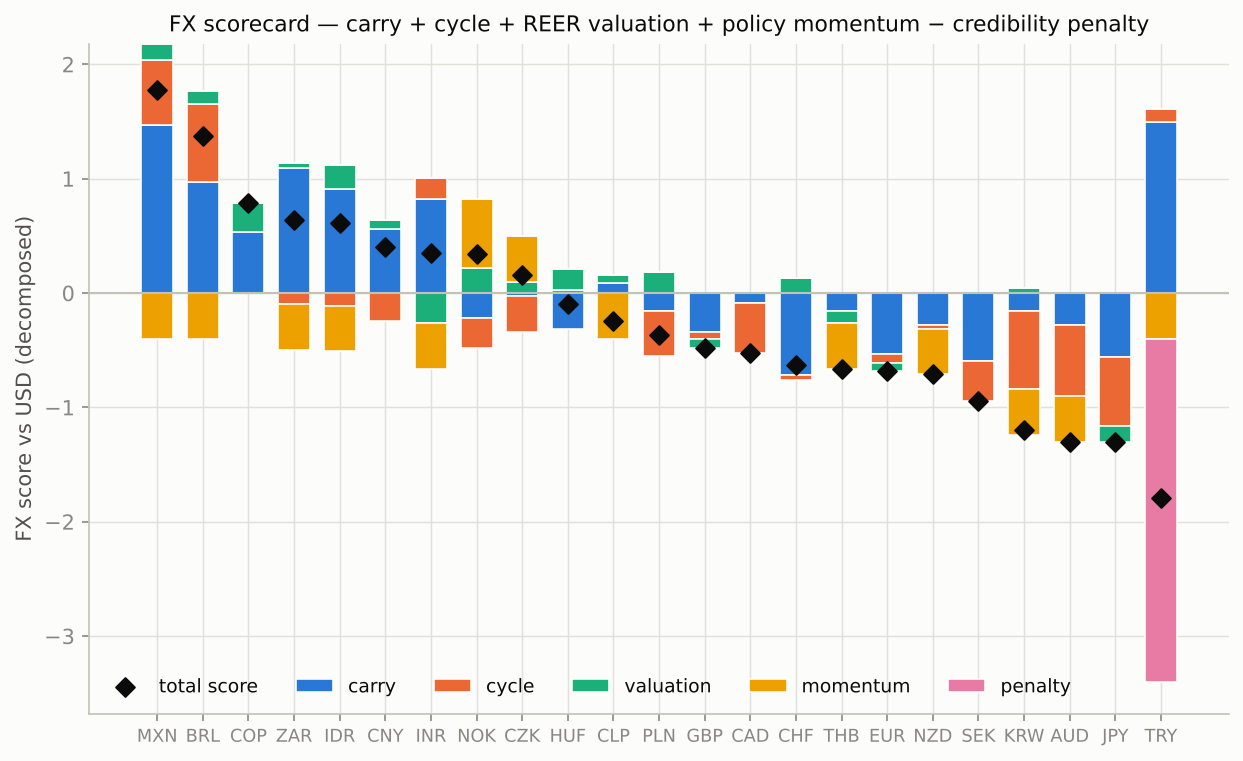 FX scorecard — carry + cycle + REER valuation + policy momentum − credibility penalty
FX score vs USD (decomposed)
2
1
0
−1
−2
−3
total score carry cycle valuation momentum penalty
MXN BRL COP ZAR IDR CNY INR NOK CZK HUF CLP PLN GBP CAD CHF THB EUR NZD SEK KRW AUD JPY TRY